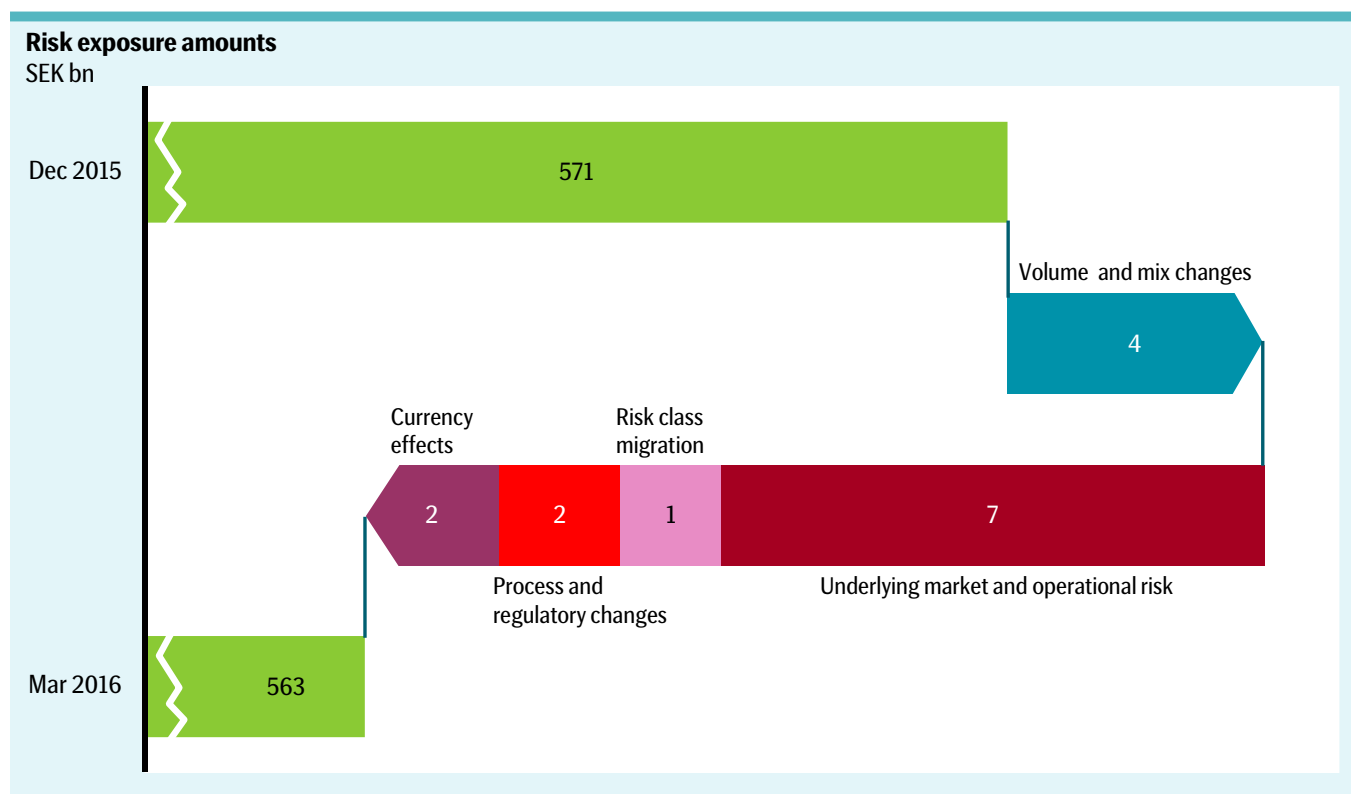 Risk exposure amounts
SEK bn
Dec 2015
571
Volume and mix changes
4
Currency
effects
Risk class
migration
2
2
1
7
Process and
regulatory changes
Underlying market and operational risk
Mar 2016
563